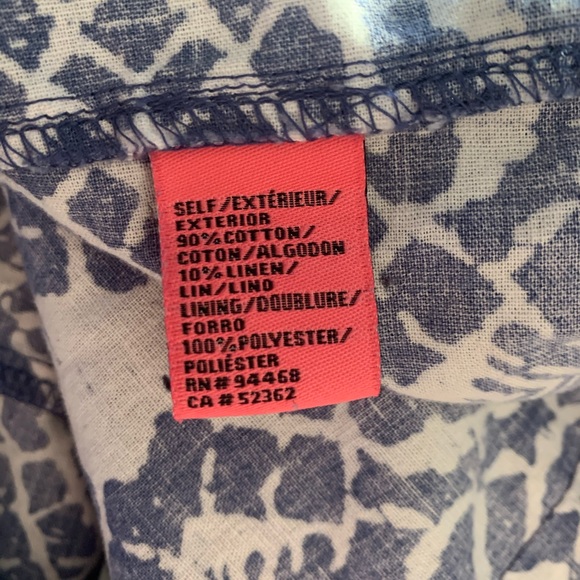 SELF/EXTÉRIEUR/
EXTERIOR
90% COTTON/
COTON/ALGODON
10% LINEN/
LIN/LINO
LINING/DOUBLURE/
FORRO
100% POLYESTER/
POLIÉSTER
RN# 94468
CA # 52362